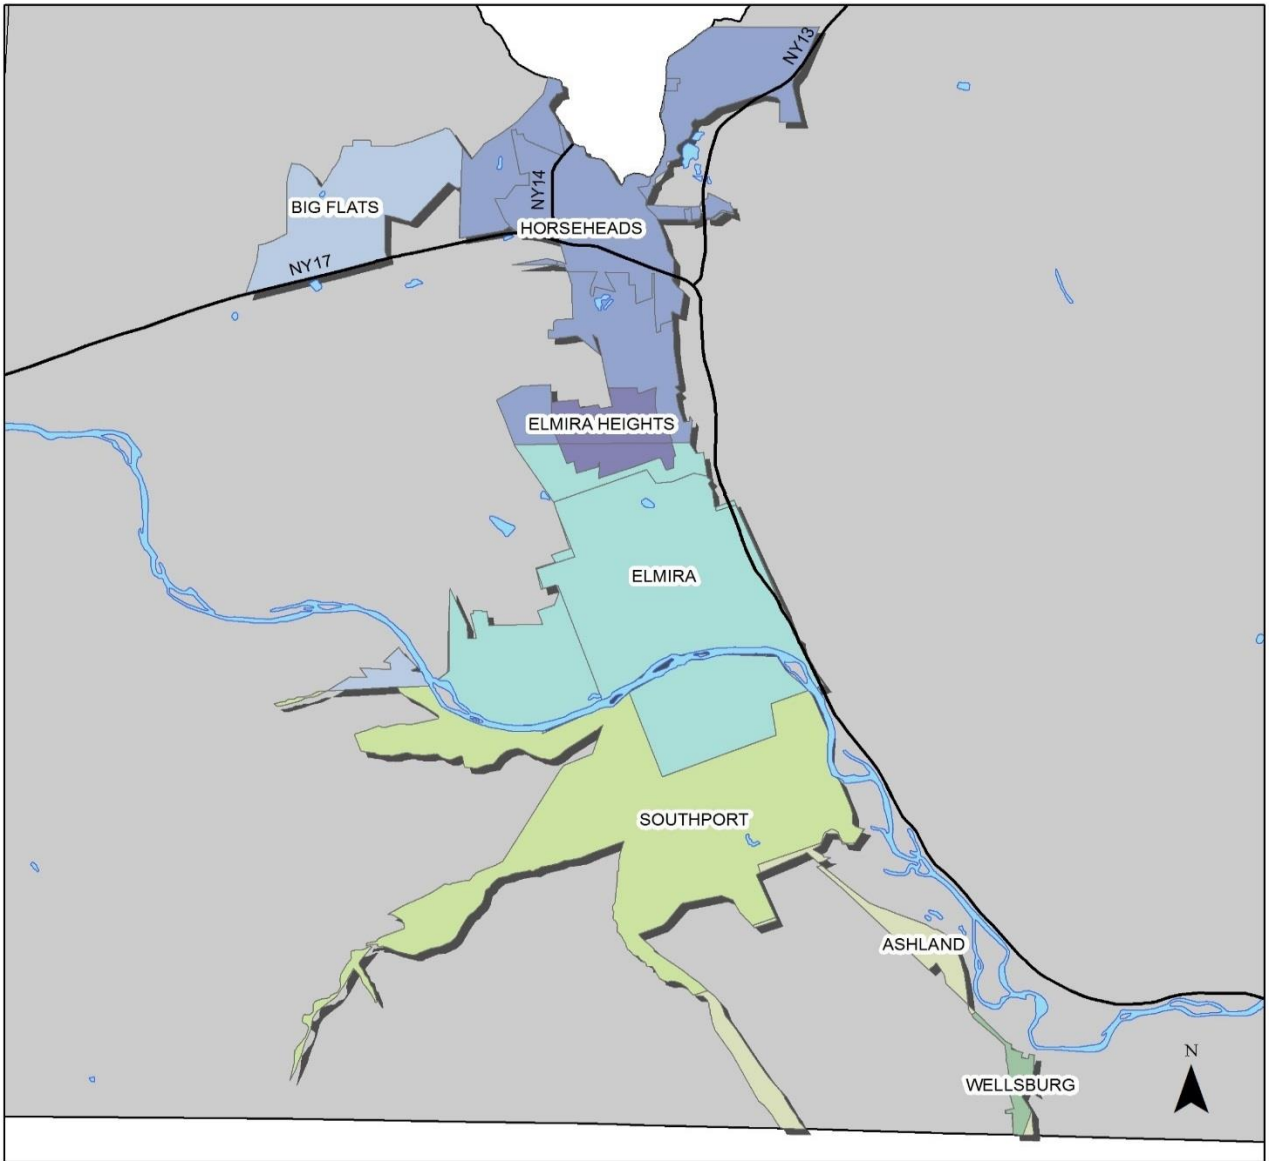 NY13
NY14
BIG FLATS
HORSEHEADS
NY17
ELMIRA HEIGHTS
ELMIRA
SOUTHPORT
ASHLAND
WELLSBURG
N